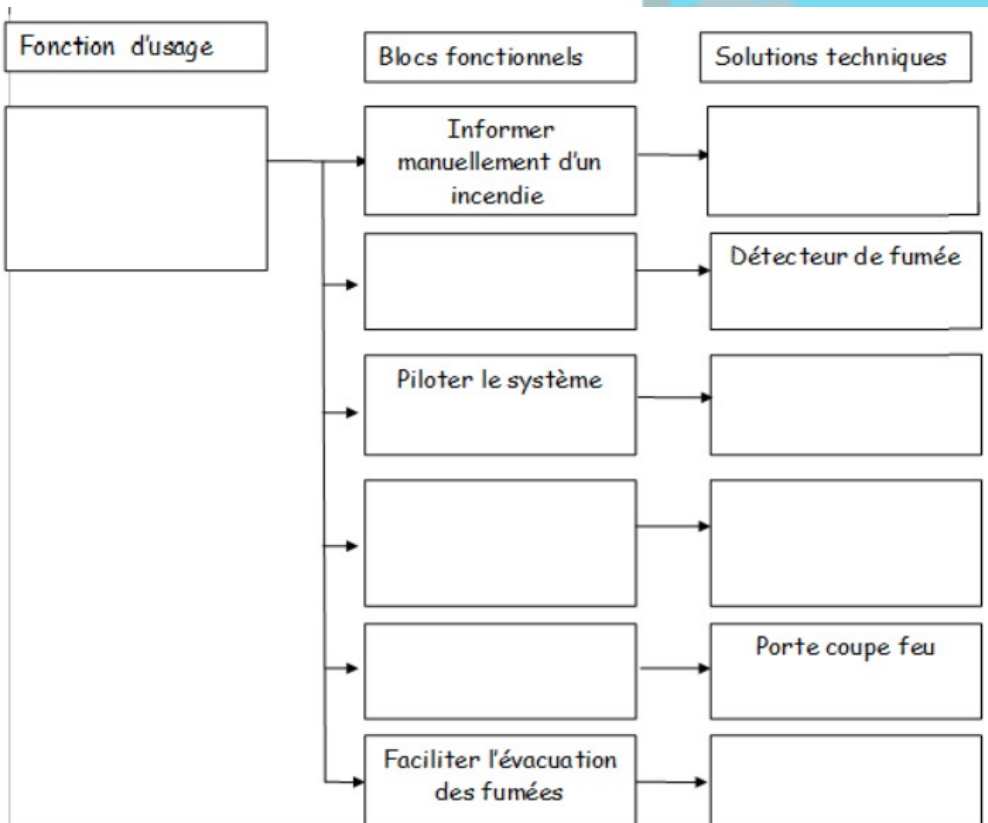 Fonction d'usage
Blocs fonctionnels
Solutions techniques
Informer
manuellement d'un
incendie
Détecteur de fumée
Piloter le système
Porte coupe feu
Faciliter l'évacuation
des fumées